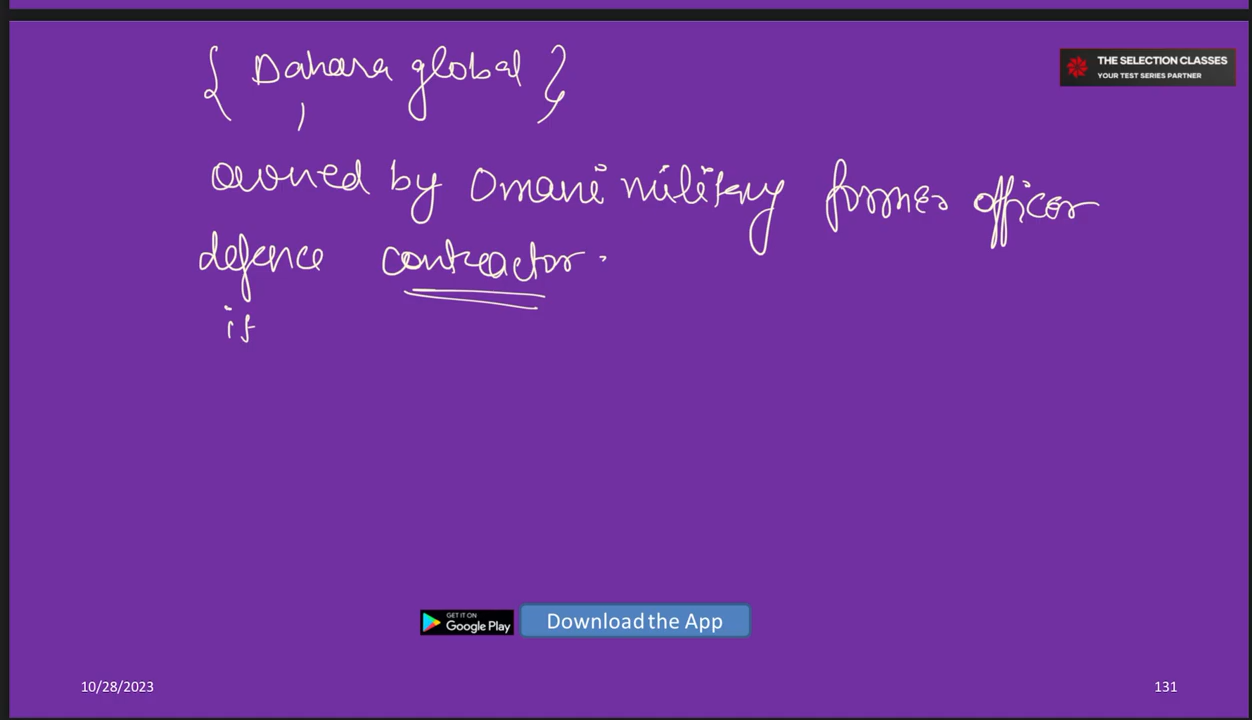 { Dahara global }
THE SELECTION CLASSES
YOUR TEST SERIES PARTNER
owned by Omani military former officer
defence contractor.
it
GET IT ON
Google Play
Download the App
10/28/2023
131